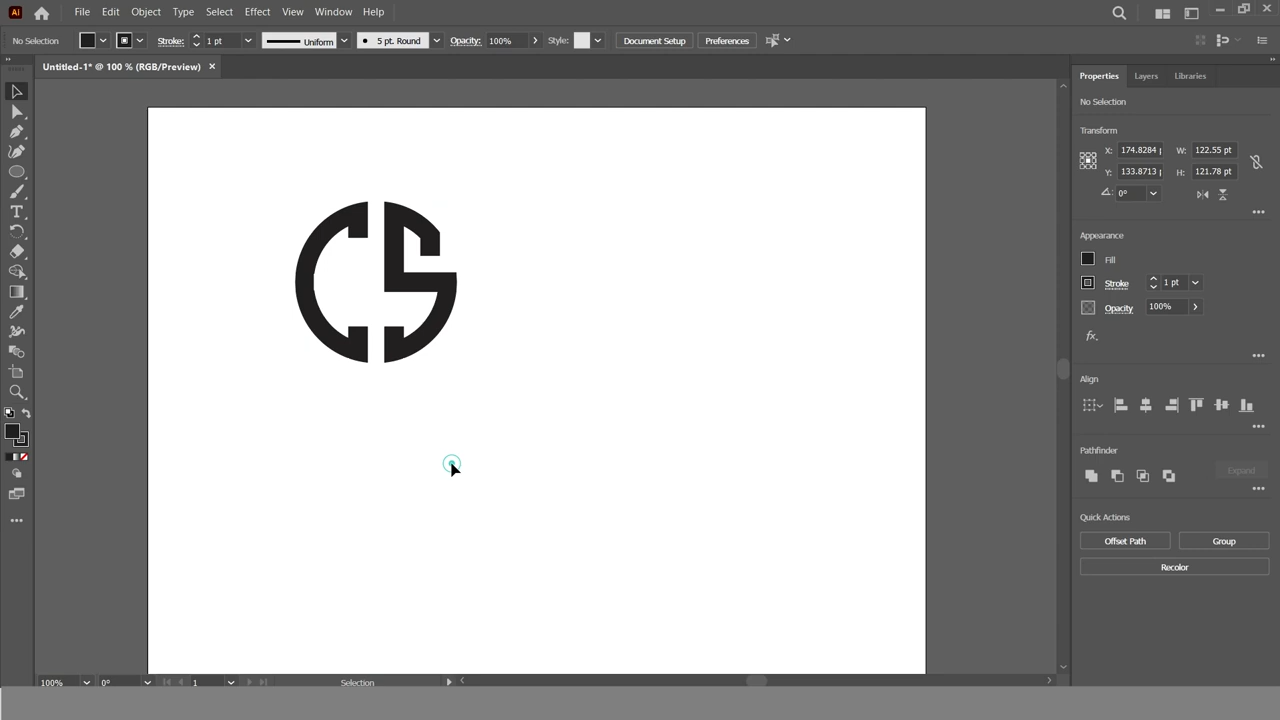 Ai File Edit Object Type Select Effect View Window Help
No Selection Stroke: 1 pt Uniform 5 pt. Round Opacity: 100% Style: Document Setup Preferences
Untitled-1* @ 100 % (RGB/Preview)
Properties Layers Libraries
No Selection
Transform
X: 174.8284 W: 122.55 pt
Y: 133.8713 H: 121.78 pt
0°
Appearance
Fill
Stroke 1 pt
Opacity 100%
fx.
Align
Pathfinder
Expand
Quick Actions
Offset Path Group
Recolor
CS
100% 0° 1 Selection